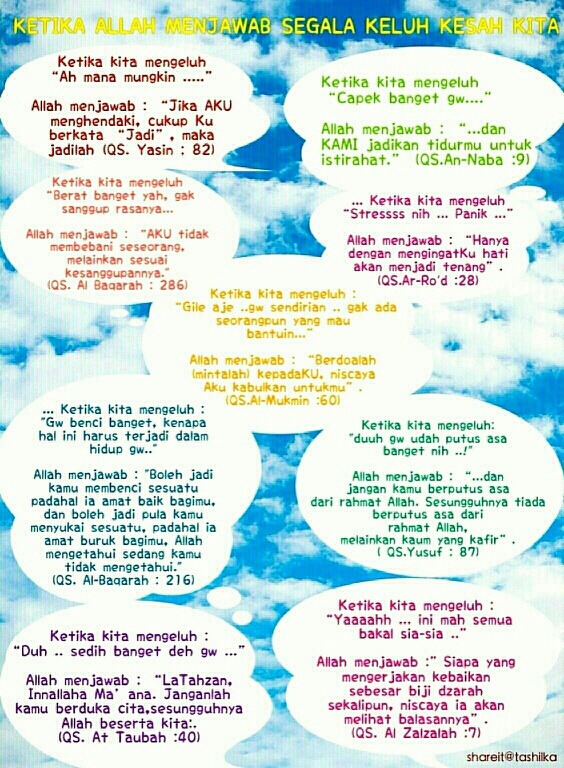 KETIKA ALLAH MENJAWAB SEGALA KELUH KESAH KITA
Ketika kita mengeluh
"Ah mana mungkin ....."
Allah menjawab : "Jika AKU
menghendaki, cukup Ku
berkata "Jadi" , maka
jadilah (QS. Yasin : 82)
Ketika kita mengeluh
"Capek banget gw...."
Allah menjawab : "...dan
KAMI jadikan tidurmu untuk
istirahat." (QS.An-Naba :9)
Ketika kita mengeluh
"Berat banget yah, gak
sanggup rasanya...
Allah menjawab : "AKU tidak
membebani seseorang,
melainkan sesuai
kesanggupannya."
(QS. Al Baqarah : 286)
... Ketika kita mengeluh
"Stressss nih ... Panik ..."
Allah menjawab : "Hanya
dengan mengingatKu hati
akan menjadi tenang" .
(QS.Ar-Ro'd :28)
Ketika kita mengeluh :
"Gile aje ..gw sendirian .. gak ada
seorangpun yang mau
bantuin..."
Allah menjawab : "Berdoalah
(mintalah) kepadaKU, niscaya
Aku kabulkan untukmu" .
(QS.Al-Mukmin :60)
... Ketika kita mengeluh :
"Gw benci banget, kenapa
hal ini harus terjadi dalam
hidup gw.."
Allah menjawab : "Boleh jadi
kamu membenci sesuatu
padahal ia amat baik bagimu,
dan boleh jadi pula kamu
menyukai sesuatu, padahal ia
amat buruk bagimu, Allah
mengetahui sedang kamu
tidak mengetahui."
(QS. Al-Baqarah : 216)
Ketika kita mengeluh:
"duuh gw udah putus asa
banget nih ..!"
Allah menjawab : "...dan
jangan kamu berputus asa
dari rahmat Allah. Sesungguhnya tiada
berputus asa dari
rahmat Allah,
melainkan kaum yang kafir" .
( QS.Yusuf : 87)
Ketika kita mengeluh :
"Duh .. sedih banget deh gw ..."
Allah menjawab : "LaTahzan,
Innallaha Ma' ana. Janganlah
kamu berduka cita,sesungguhnya
Allah beserta kita:.
(QS. At Taubah :40)
Ketika kita mengeluh :
"Yaaaahh ... ini mah semua
bakal sia-sia .."
Allah menjawab :" Siapa yang
mengerjakan kebaikan
sebesar biji dzarah
sekalipun, niscaya ia akan
melihat balasannya" .
(QS. Al Zalzalah :7)
shareit@tashilka